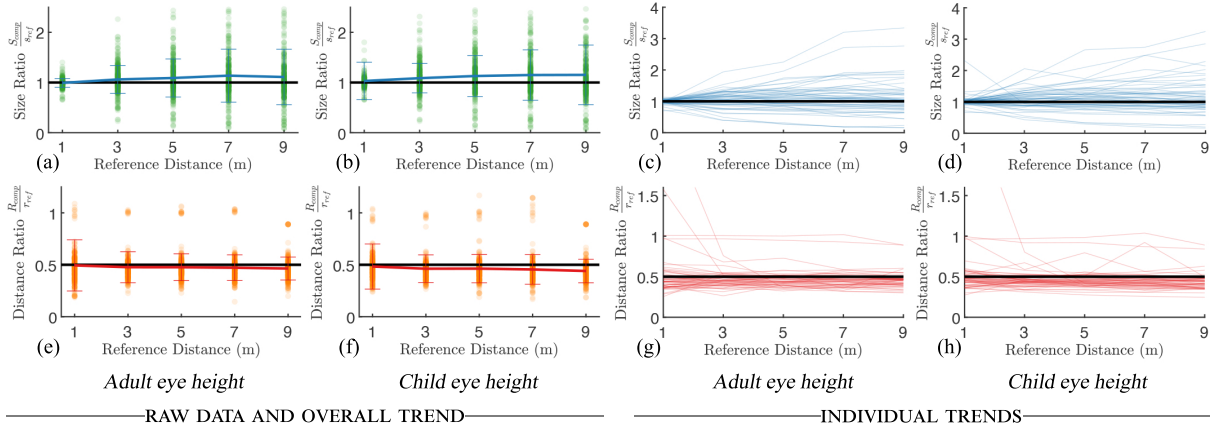 Size Ratio S_comp/s_ref
2
1
0
1 3 5 7 9
(a) Reference Distance (m)
Size Ratio S_comp/s_ref
2
1
0
1 3 5 7 9
(b) Reference Distance (m)
Size Ratio S_comp/s_ref
4
3
2
1
0
1 3 5 7 9
(c) Reference Distance (m)
Size Ratio S_comp/s_ref
4
3
2
1
0
1 3 5 7 9
(d) Reference Distance (m)
Distance Ratio R_comp/r_ref
1
0.5
0
1 3 5 7 9
(e) Reference Distance (m)
Distance Ratio R_comp/r_ref
1
0.5
0
1 3 5 7 9
(f) Reference Distance (m)
Distance Ratio R_comp/r_ref
1.5
1
0.5
0
1 3 5 7 9
(g) Reference Distance (m)
Distance Ratio R_comp/r_ref
1.5
1
0.5
0
1 3 5 7 9
(h) Reference Distance (m)
Adult eye height
Child eye height
Adult eye height
Child eye height
RAW DATA AND OVERALL TREND
INDIVIDUAL TRENDS